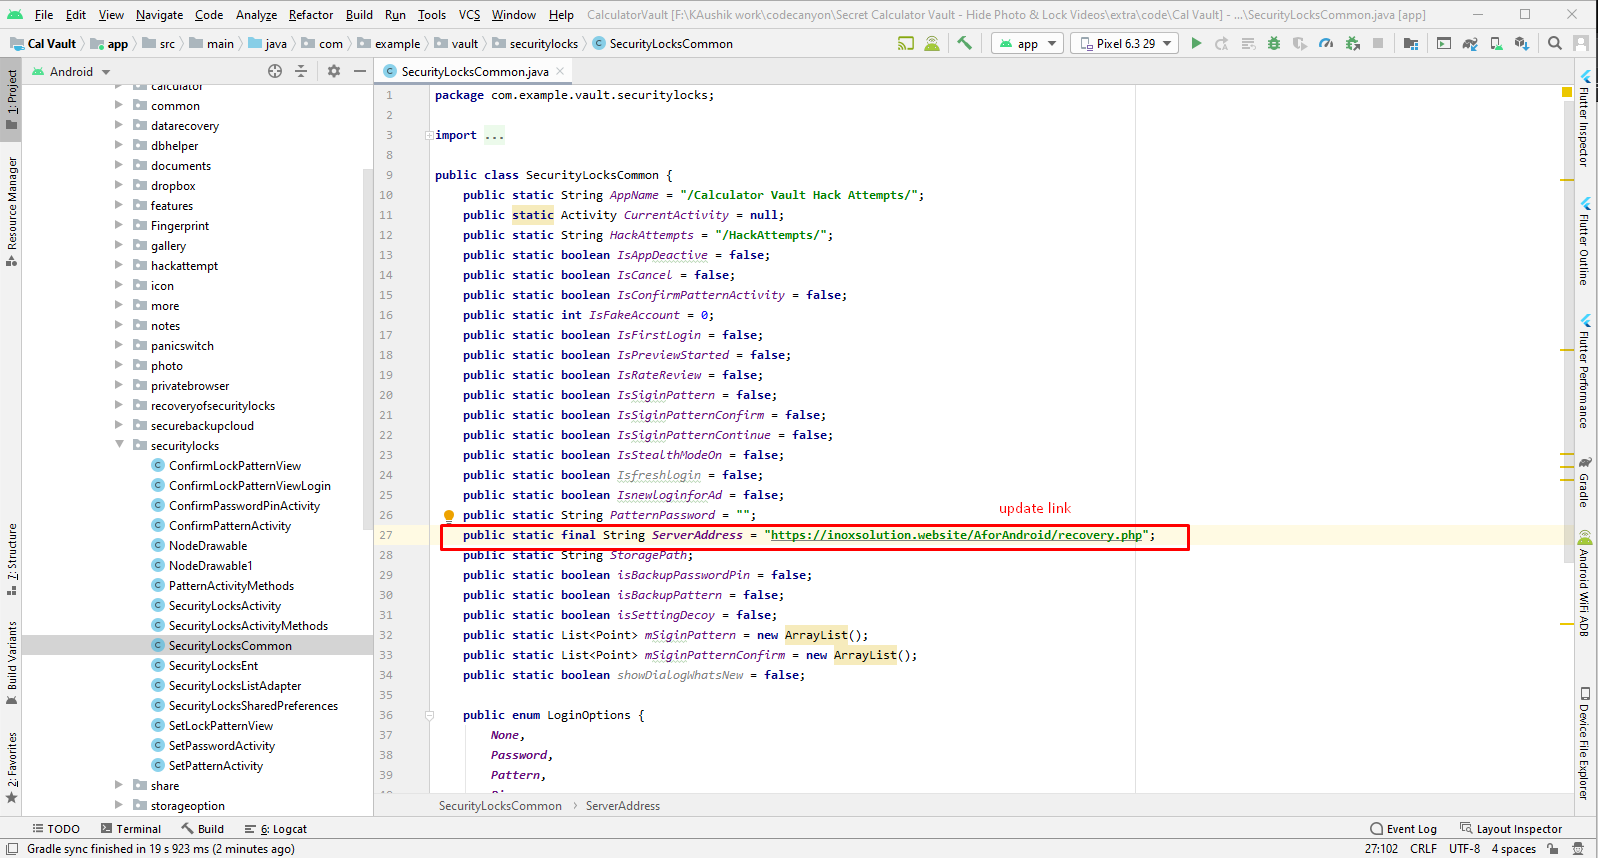 File Edit View Navigate Code Analyze Refactor Build Run Tools VCS Window Help CalculatorVault [F:\KAushik work\codecanyon\Secret Calculator Vault - Hide Photo & Lock Videos\extra\code\Cal Vault] - ...\SecurityLocksCommon.java [app]
Cal Vault app src main java com example vault securitylocks SecurityLocksCommon app Pixel 6.3 29
Android
SecurityLocksCommon.java
1: Project
Resource Manager
7: Structure
Build Variants
2: Favorites
calculator
common
datarecovery
dbhelper
documents
dropbox
features
Fingerprint
gallery
hackattempt
icon
more
notes
panicswitch
photo
privatebrowser
recoveryofsecuritylocks
securebackupcloud
securitylocks
ConfirmLockPatternView
ConfirmLockPatternViewLogin
ConfirmPasswordPinActivity
ConfirmPatternActivity
NodeDrawable
NodeDrawable1
PatternActivityMethods
SecurityLocksActivity
SecurityLocksActivityMethods
SecurityLocksCommon
SecurityLocksEnt
SecurityLocksListAdapter
SecurityLocksSharedPreferences
SetLockPatternView
SetPasswordActivity
SetPatternActivity
share
storageoption
1 package com.example.vault.securitylocks;
2
3 import ...
8
9 public class SecurityLocksCommon {
10 public static String AppName = "/Calculator Vault Hack Attempts/";
11 public static Activity CurrentActivity = null;
12 public static String HackAttempts = "/HackAttempts/";
13 public static boolean IsAppDeactive = false;
14 public static boolean IsCancel = false;
15 public static boolean IsConfirmPatternActivity = false;
16 public static int IsFakeAccount = 0;
17 public static boolean IsFirstLogin = false;
18 public static boolean IsPreviewStarted = false;
19 public static boolean IsRateReview = false;
20 public static boolean IsSiginPattern = false;
21 public static boolean IsSiginPatternConfirm = false;
22 public static boolean IsSiginPatternContinue = false;
23 public static boolean IsStealthModeOn = false;
24 public static boolean Isfreshlogin = false;
25 public static boolean IsnewloginforAd = false;
26 public static String PatternPassword = "";
update link
27 public static final String ServerAddress = "https://inoxsolution.website/AforAndroid/recovery.php";
28 public static String StoragePath;
29 public static boolean isBackupPasswordPin = false;
30 public static boolean isBackupPattern = false;
31 public static boolean isSettingDecoy = false;
32 public static List<Point> mSiginPattern = new ArrayList();
33 public static List<Point> mSiginPatternConfirm = new ArrayList();
34 public static boolean showDialogWhatsNew = false;
35
36 public enum LoginOptions {
37 None,
38 Password,
39 Pattern,
SecurityLocksCommon › ServerAddress
Flutter Inspector
Flutter Outline
Flutter Performance
Gradle
Android WiFi ADB
Device File Explorer
TODO Terminal Build 6: Logcat Event Log Layout Inspector
Gradle sync finished in 19 s 923 ms (2 minutes ago) 27:102 CRLF UTF-8 4 spaces